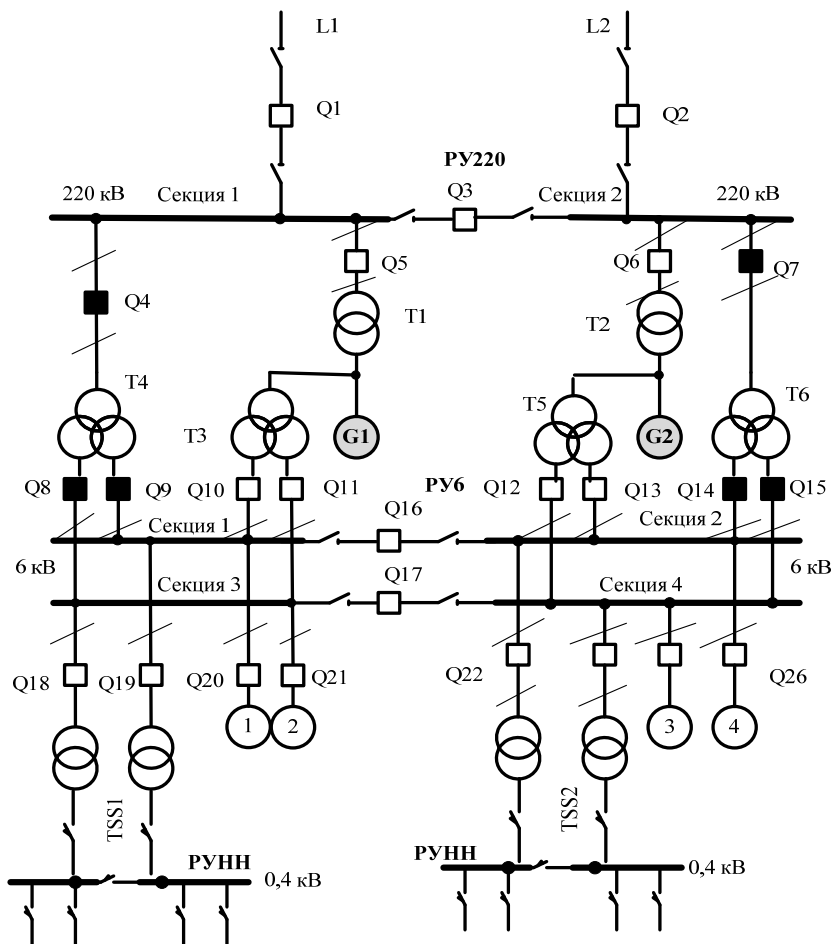 L1
L2
Q1
Q2
РУ220
220 кВ
Секция 1
Q3
Секция 2
220 кВ
Q4
Q5
Q6
Q7
T1
T2
T4
T3
G1
T5
G2
T6
Q8
Q9
Q10
Q11
РУ6
Q12
Q13
Q14
Q15
Секция 1
Q16
Секция 2
6 кВ
6 кВ
Секция 3
Q17
Секция 4
Q18
Q19
Q20
Q21
Q22
Q26
1
2
3
4
TSS1
TSS2
РУНН
0,4 кВ
РУНН
0,4 кВ